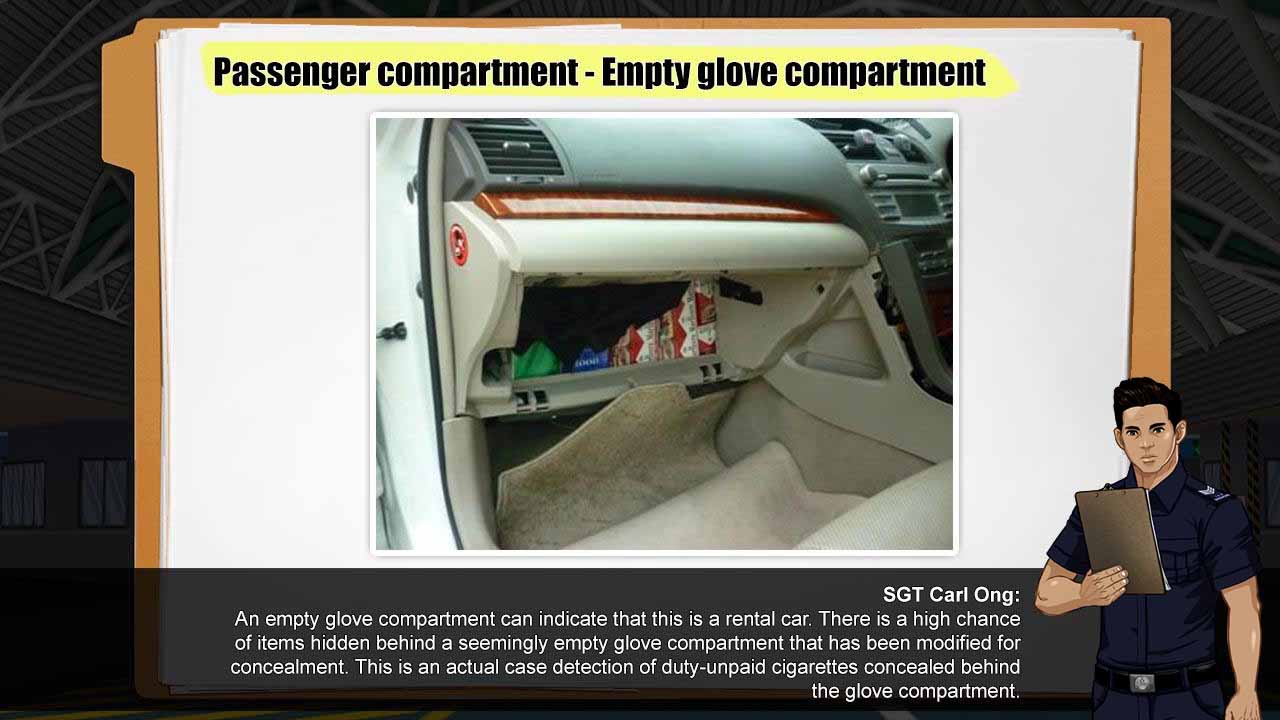 Passenger compartment - Empty glove compartment
SGT Carl Ong:
An empty glove compartment can indicate that this is a rental car. There is a high chance
of items hidden behind a seemingly empty glove compartment that has been modified for
concealment. This is an actual case detection of duty-unpaid cigarettes concealed behind
the glove compartment.